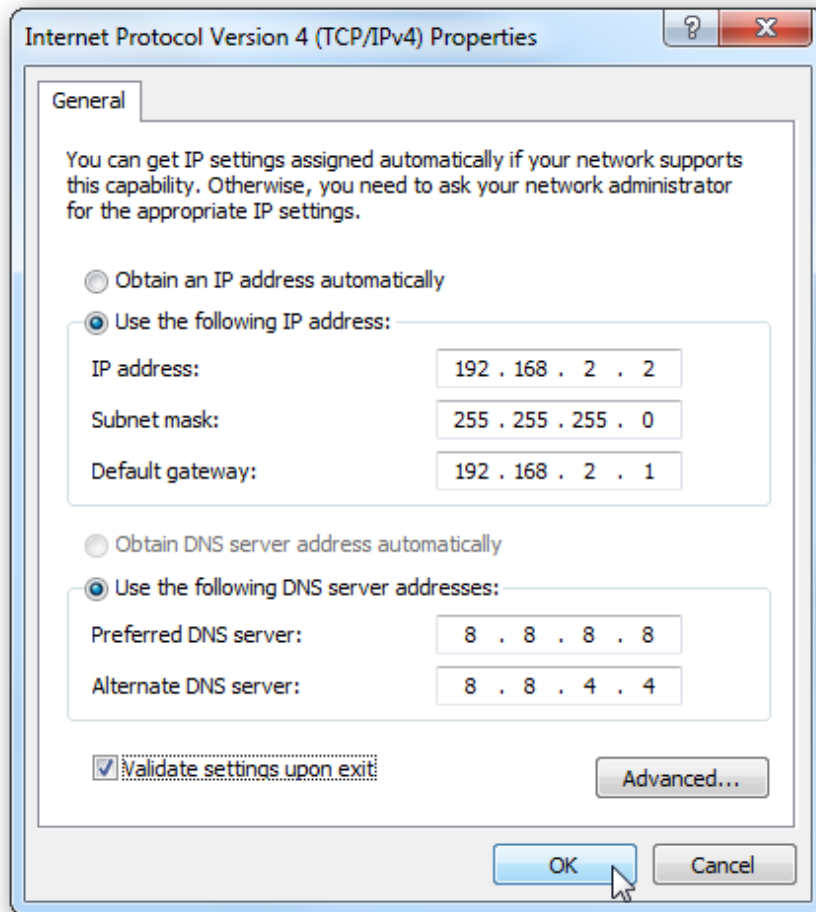 Internet Protocol Version 4 (TCP/IPv4) Properties
General
You can get IP settings assigned automatically if your network supports
this capability. Otherwise, you need to ask your network administrator
for the appropriate IP settings.
Obtain an IP address automatically
Use the following IP address:
IP address: 192 . 168 . 2 . 2
Subnet mask: 255 . 255 . 255 . 0
Default gateway: 192 . 168 . 2 . 1
Obtain DNS server address automatically
Use the following DNS server addresses:
Preferred DNS server: 8 . 8 . 8 . 8
Alternate DNS server: 8 . 8 . 4 . 4
Validate settings upon exit
Advanced...
OK Cancel